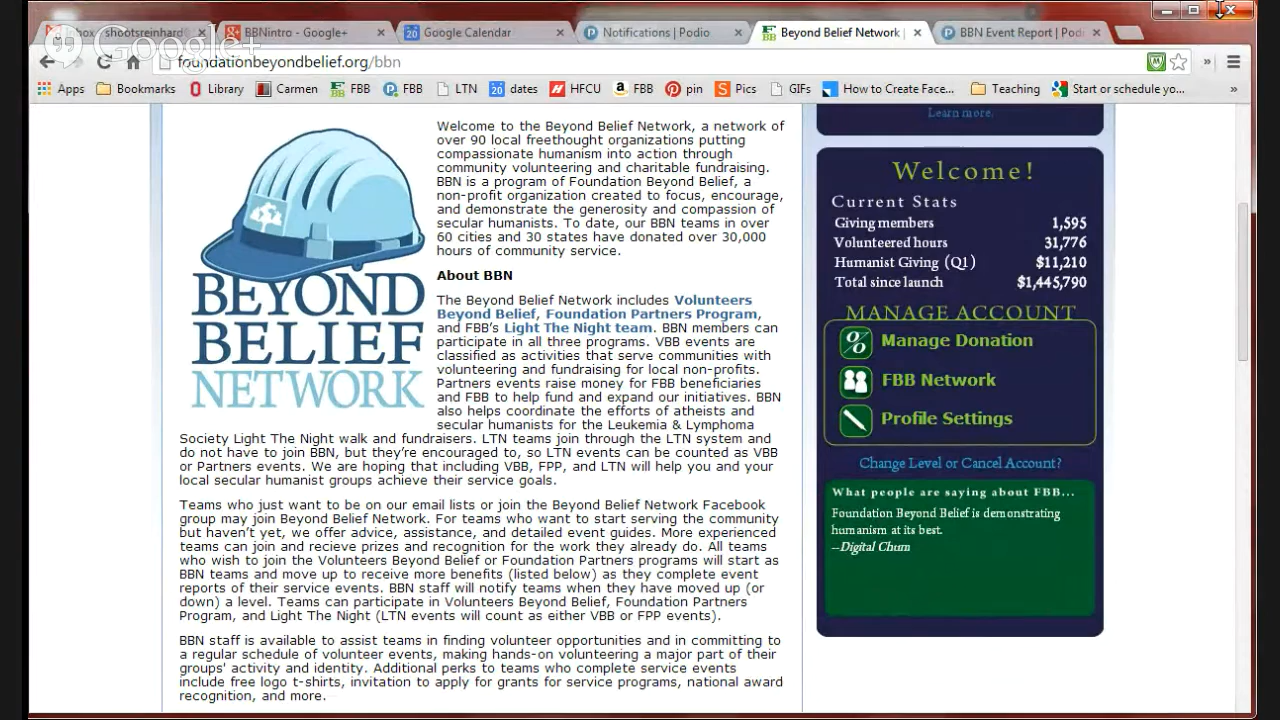 Inbox - shootsreinhard@
BBNintro - Google+
Google Calendar
Notifications | Podio
Beyond Belief Network
BBN Event Report | Pod
Google+
foundationbeyondbelief.org/bbn
Apps
Bookmarks
Library
Carmen
FBB
FBB
LTN
dates
HFCU
FBB
pin
Pics
GIFs
How to Create Face...
Teaching
Start or schedule yo...
BEYOND
BELIEF
NETWORK
Welcome to the Beyond Belief Network, a network of
over 90 local freethought organizations putting
compassionate humanism into action through
community volunteering and charitable fundraising.
BBN is a program of Foundation Beyond Belief, a
non-profit organization created to focus, encourage,
and demonstrate the generosity and compassion of
secular humanists. To date, our BBN teams in over
60 cities and 30 states have donated over 30,000
hours of community service.
About BBN
The Beyond Belief Network includes Volunteers
Beyond Belief, Foundation Partners Program,
and FBB's Light The Night team. BBN members can
participate in all three programs. VBB events are
classified as activities that serve communities with
volunteering and fundraising for local non-profits.
Partners events raise money for FBB beneficiaries
and FBB to help fund and expand our initiatives. BBN
also helps coordinate the efforts of atheists and
secular humanists for the Leukemia & Lymphoma
Society Light The Night walk and fundraisers. LTN teams join through the LTN system and
do not have to join BBN, but they're encouraged to, so LTN events can be counted as VBB
or Partners events. We are hoping that including VBB, FPP, and LTN will help you and your
local secular humanist groups achieve their service goals.
Teams who just want to be on our email lists or join the Beyond Belief Network Facebook
group may join Beyond Belief Network. For teams who want to start serving the community
but haven't yet, we offer advice, assistance, and detailed event guides. More experienced
teams can join and recieve prizes and recognition for the work they already do. All teams
who wish to join the Volunteers Beyond Belief or Foundation Partners programs will start as
BBN teams and move up to receive more benefits (listed below) as they complete event
reports of their service events. BBN staff will notify teams when they have moved up (or
down) a level. Teams can participate in Volunteers Beyond Belief, Foundation Partners
Program, and Light The Night (LTN events will count as either VBB or FPP events).
BBN staff is available to assist teams in finding volunteer opportunities and in committing to
a regular schedule of volunteer events, making hands-on volunteering a major part of their
groups' activity and identity. Additional perks to teams who complete service events
include free logo t-shirts, invitation to apply for grants for service programs, national award
recognition, and more.
Learn more.
Welcome!
Current Stats
Giving members 1,595
Volunteered hours 31,776
Humanist Giving (Q1) $11,210
Total since launch $1,445,790
MANAGE ACCOUNT
Manage Donation
FBB Network
Profile Settings
Change Level or Cancel Account?
What people are saying about FBB...
Foundation Beyond Belief is demonstrating
humanism at its best.
--Digital Chum